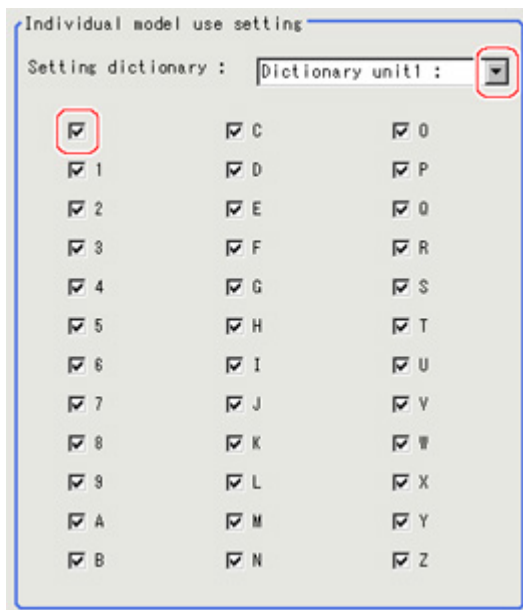 Individual model use setting
Setting dictionary : Dictionary unit1 :
C O
1 D P
2 E Q
3 F R
4 G S
5 H T
6 I U
7 J V
8 K W
9 L X
A M Y
B N Z